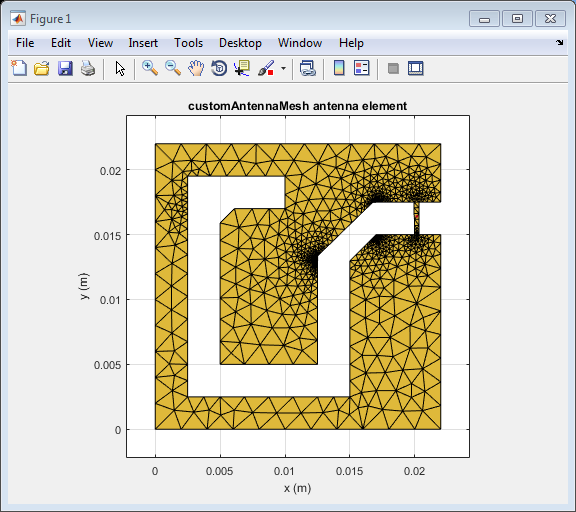 Figure 1
File Edit View Insert Tools Desktop Window Help
customAntennaMesh antenna element
0.02
0.015
0.01
0.005
0
y (m)
0 0.005 0.01 0.015 0.02
x (m)